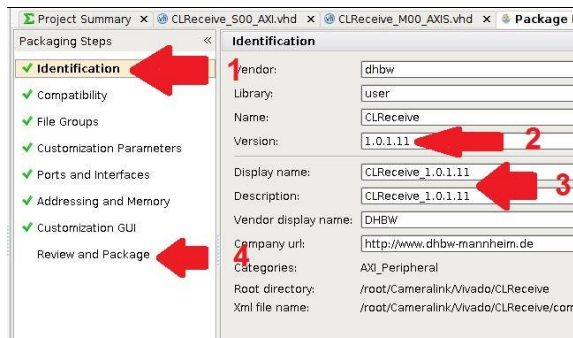 Σ Project Summary × CLReceive_S00_AXI.vhd × CLReceive_M00_AXIS.vhd × Package
Packaging Steps «
Identification
Compatibility
File Groups
Customization Parameters
Ports and Interfaces
Addressing and Memory
Customization GUI
Review and Package
1
4
Identification
Vendor: dhbw
Library: user
Name: CLReceive
Version: 1.0.1.11
2
Display name: CLReceive_1.0.1.11
Description: CLReceive_1.0.1.11
3
Vendor display name: DHBW
Company url: http://www.dhbw-mannheim.de
Categories: AXI_Peripheral
Root directory: /root/Cameralink/Vivado/CLReceive
Xml file name: /root/Cameralink/Vivado/CLReceive/com